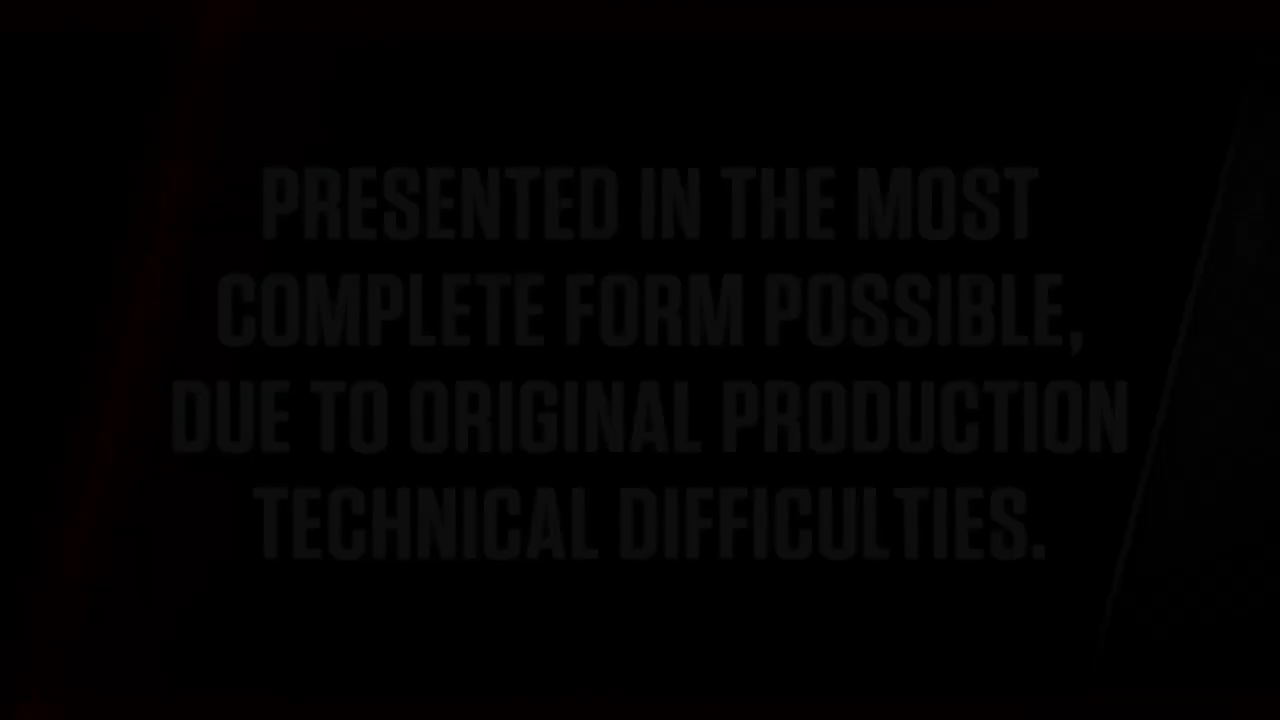 PRESENTED IN THE MOST
COMPLETE FORM POSSIBLE,
DUE TO ORIGINAL PRODUCTION
TECHNICAL DIFFICULTIES.